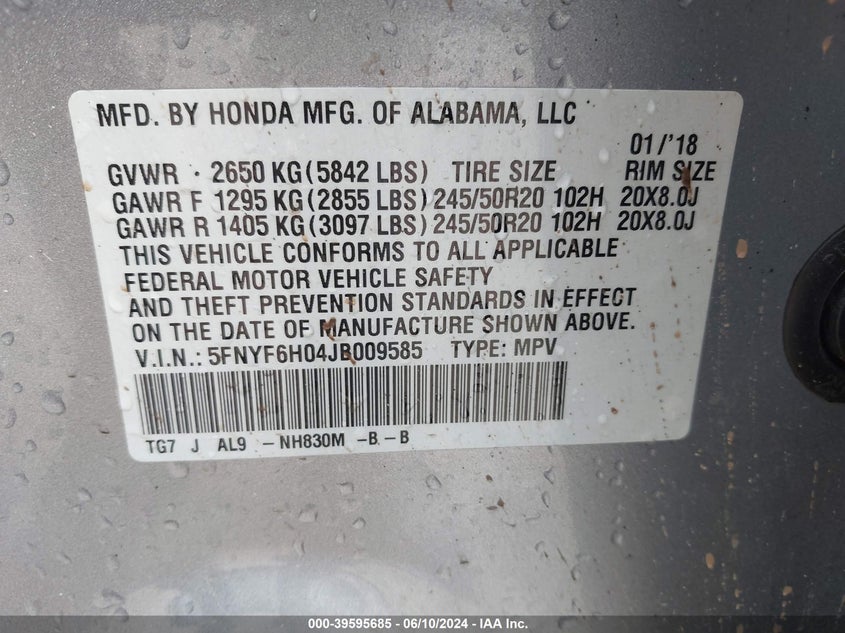 MFD. BY HONDA MFG. OF ALABAMA, LLC
01/'18
GVWR · 2650 KG (5842 LBS) TIRE SIZE RIM SIZE
GAWR F 1295 KG (2855 LBS) 245/50R20 102H 20X8.0J
GAWR R 1405 KG (3097 LBS) 245/50R20 102H 20X8.0J
THIS VEHICLE CONFORMS TO ALL APPLICABLE
FEDERAL MOTOR VEHICLE SAFETY
AND THEFT PREVENTION STANDARDS IN EFFECT
ON THE DATE OF MANUFACTURE SHOWN ABOVE.
V.I.N.: 5FNYF6H04JB009585 TYPE: MPV
TG7 J AL9 - NH830M -B - B
000-39595685 / 06/10/2024 - IAA Inc.